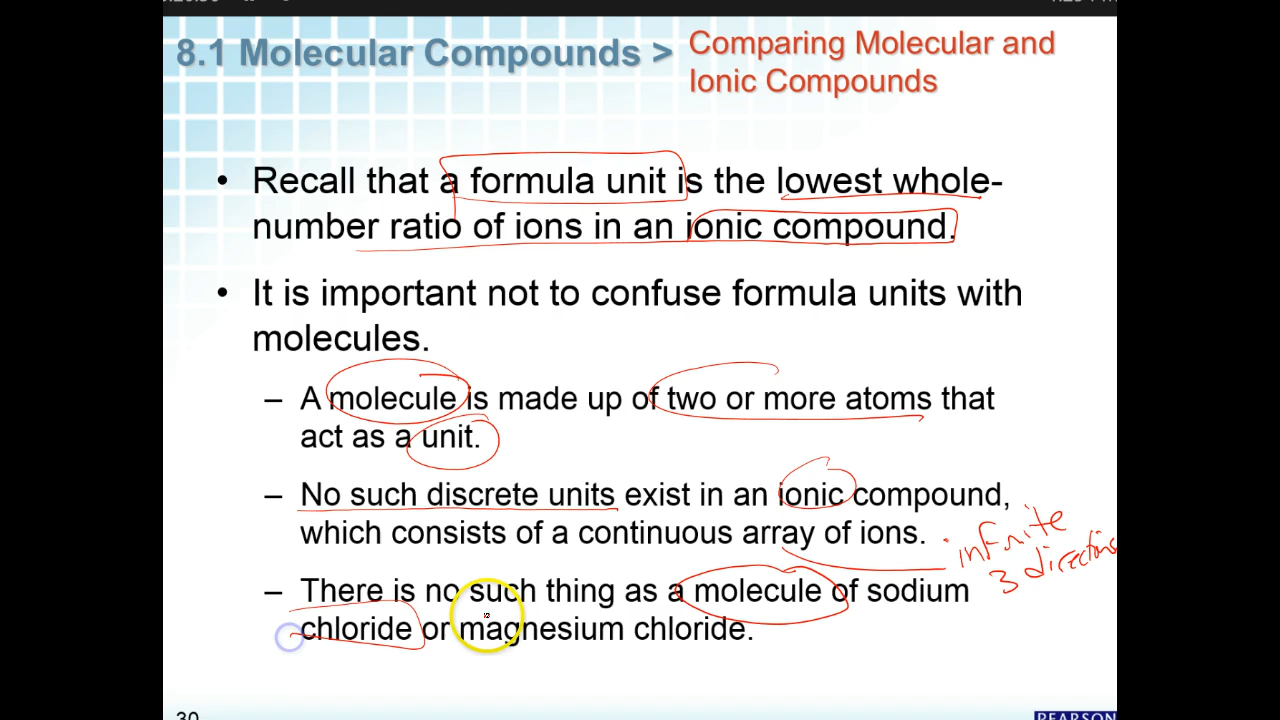 8.1 Molecular Compounds >
Comparing Molecular and
Ionic Compounds
• Recall that a formula unit is the lowest whole-
number ratio of ions in an ionic compound.
• It is important not to confuse formula units with
molecules.
– A molecule is made up of two or more atoms that
act as a unit.
– No such discrete units exist in an ionic compound,
which consists of a continuous array of ions.
infinite
3 directions
– There is no such thing as a molecule of sodium
chloride or magnesium chloride.
30
PEARSON